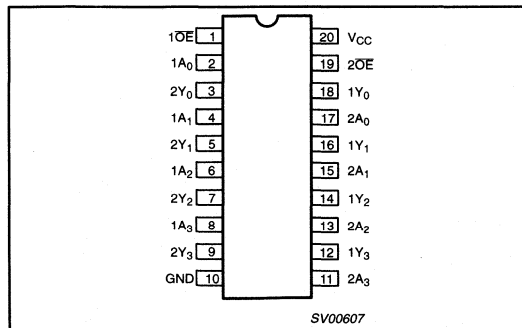 1O̅E̅ 1 20 VCC
1A0 2 19 2O̅E̅
2Y0 3 18 1Y0
1A1 4 17 2A0
2Y1 5 16 1Y1
1A2 6 15 2A1
2Y2 7 14 1Y2
1A3 8 13 2A2
2Y3 9 12 1Y3
GND 10 11 2A3
SV00607